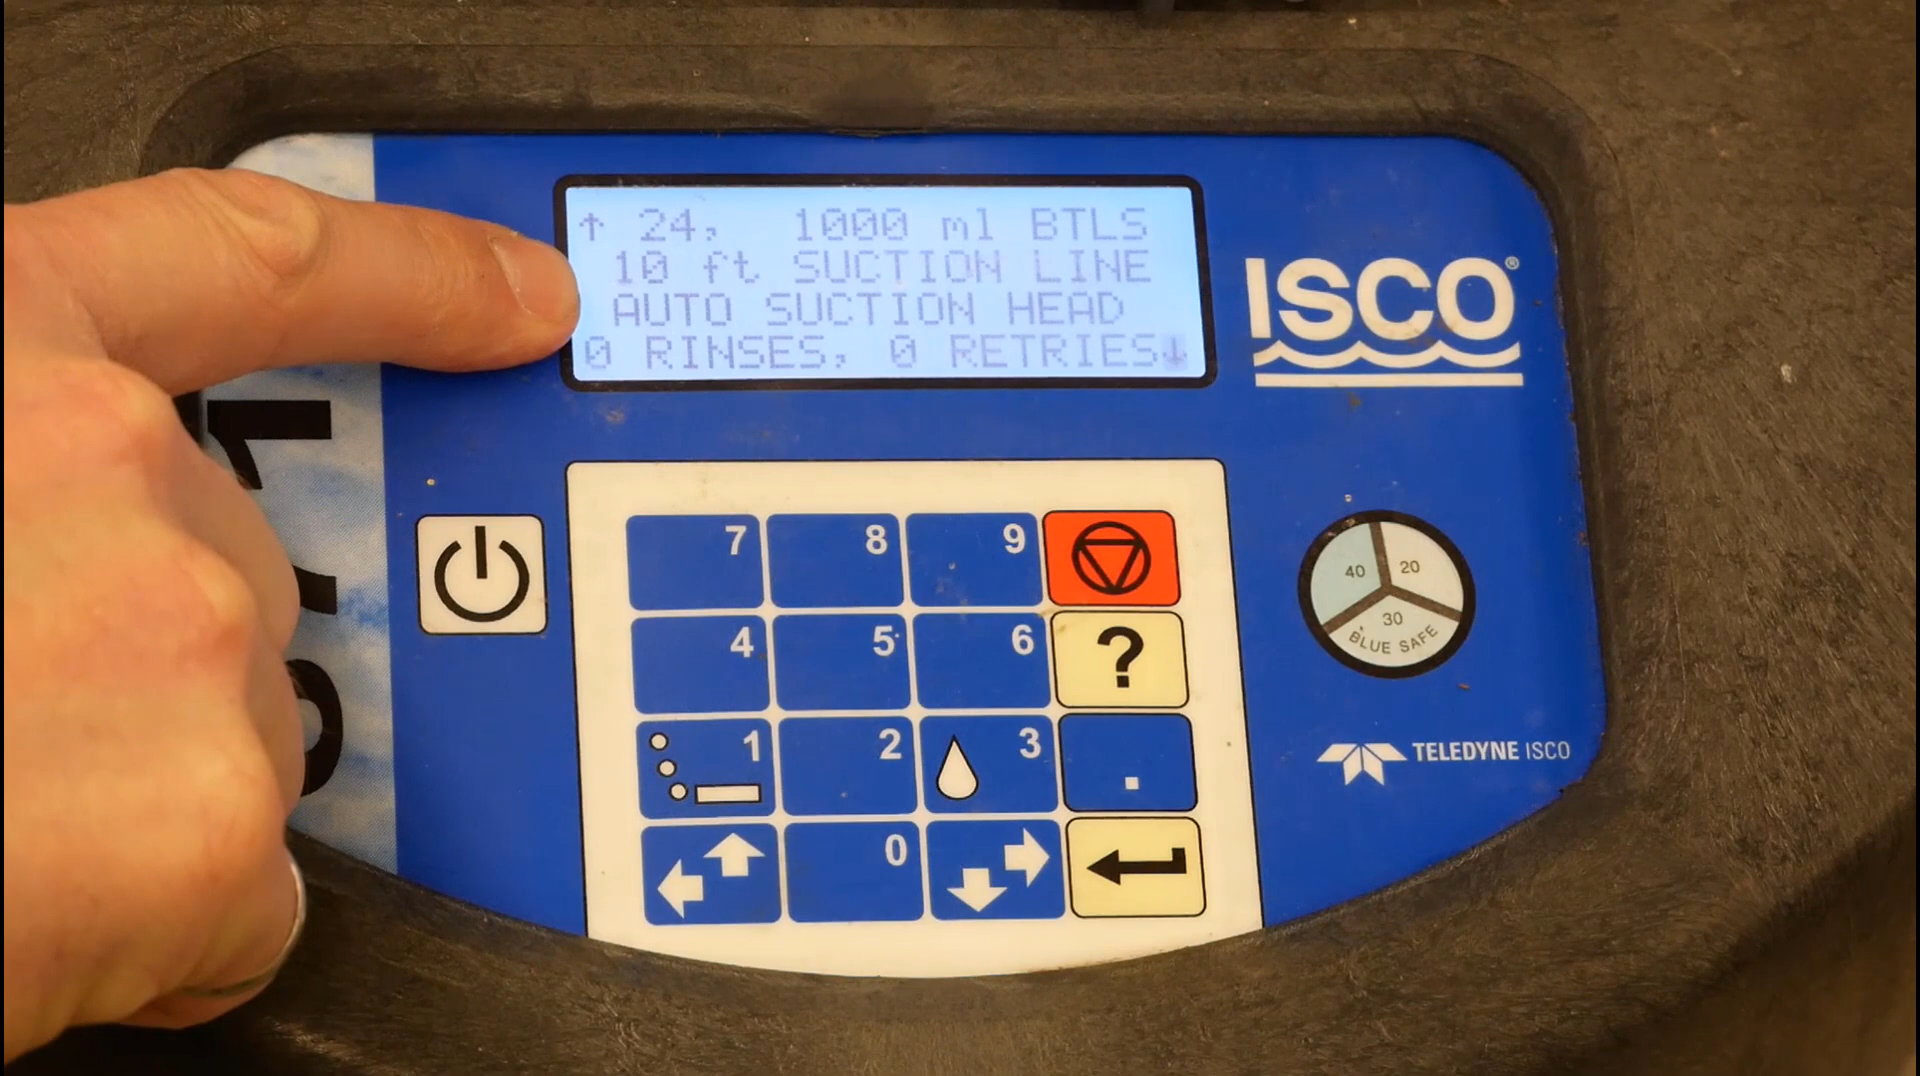 ↑ 24, 1000 ml BTLS
10 ft SUCTION LINE
AUTO SUCTION HEAD
0 RINSES, 0 RETRIES↓
ISCO®
7
8
9
4
5
6
?
1
2
3
.
0
40
20
30
BLUE SAFE
TELEDYNE ISCO